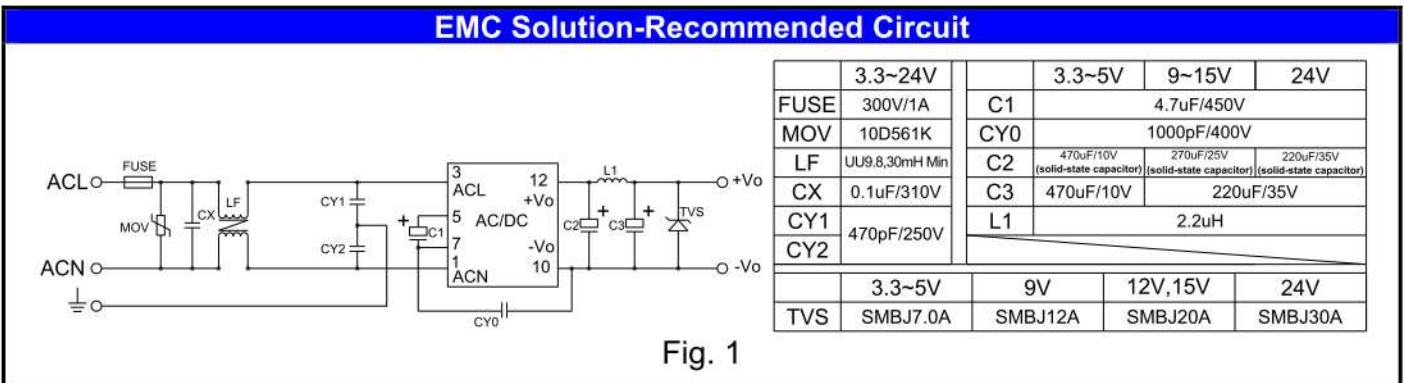 EMC Solution-Recommended Circuit
FUSE
ACL
MOV
CX
LF
CY1
CY2
ACN
3
ACL
12
+Vo
5
AC/DC
C1
7
-Vo
1
ACN
10
CY0
L1
C2
C3
TVS
+Vo
-Vo
3.3~24V
FUSE 300V/1A
MOV 10D561K
LF UU9.8,30mH Min
CX 0.1uF/310V
CY1 470pF/250V
CY2
3.3~5V 9~15V 24V
C1 4.7uF/450V
CY0 1000pF/400V
C2 470uF/10V (solid-state capacitor) 270uF/25V (solid-state capacitor) 220uF/35V (solid-state capacitor)
C3 470uF/10V 220uF/35V
L1 2.2uH
3.3~5V 9V 12V,15V 24V
TVS SMBJ7.0A SMBJ12A SMBJ20A SMBJ30A
Fig. 1